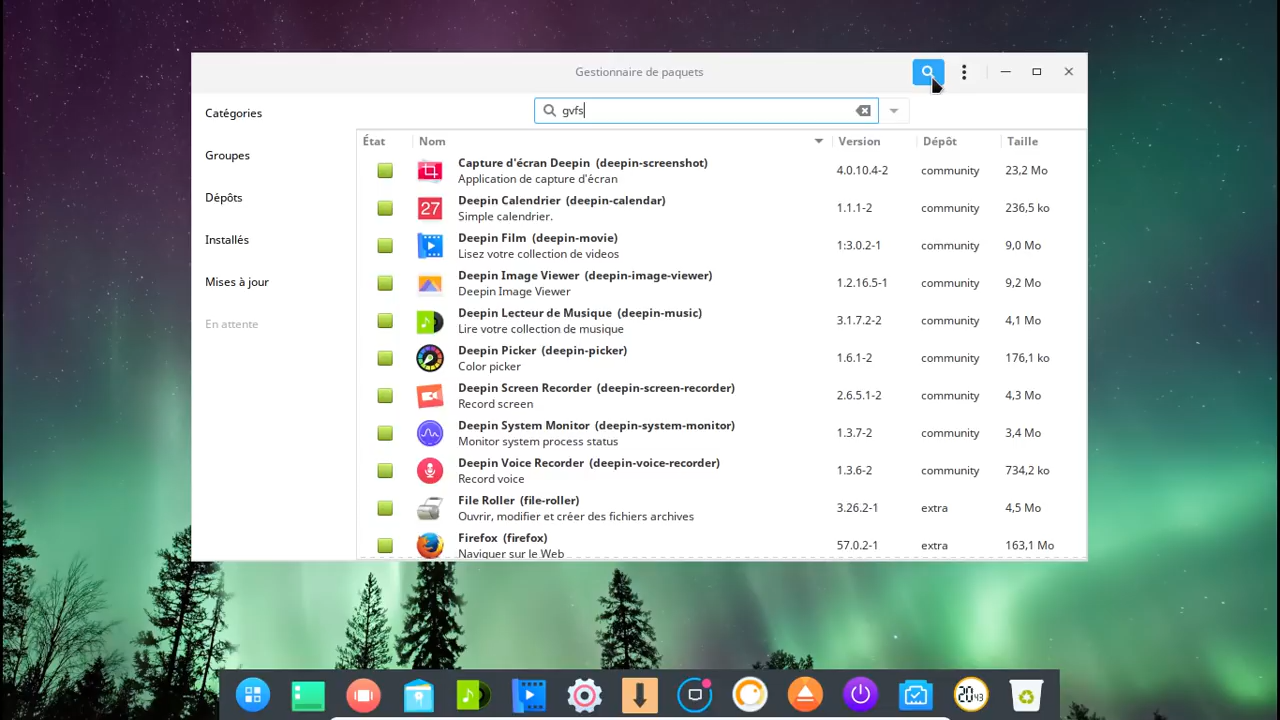 Gestionnaire de paquets
gvfs
Catégories
Groupes
Dépôts
Installés
Mises à jour
En attente
État Nom Version Dépôt Taille
Capture d'écran Deepin (deepin-screenshot)
Application de capture d'écran
4.0.10.4-2 community 23,2 Mo
27
Deepin Calendrier (deepin-calendar)
Simple calendrier.
1.1.1-2 community 236,5 ko
Deepin Film (deepin-movie)
Lisez votre collection de videos
1:3.0.2-1 community 9,0 Mo
Deepin Image Viewer (deepin-image-viewer)
Deepin Image Viewer
1.2.16.5-1 community 9,2 Mo
Deepin Lecteur de Musique (deepin-music)
Lire votre collection de musique
3.1.7.2-2 community 4,1 Mo
Deepin Picker (deepin-picker)
Color picker
1.6.1-2 community 176,1 ko
Deepin Screen Recorder (deepin-screen-recorder)
Record screen
2.6.5.1-2 community 4,3 Mo
Deepin System Monitor (deepin-system-monitor)
Monitor system process status
1.3.7-2 community 3,4 Mo
Deepin Voice Recorder (deepin-voice-recorder)
Record voice
1.3.6-2 community 734,2 ko
File Roller (file-roller)
Ouvrir, modifier et créer des fichiers archives
3.26.2-1 extra 4,5 Mo
Firefox (firefox)
Naviguer sur le Web
57.0.2-1 extra 163,1 Mo
20 43